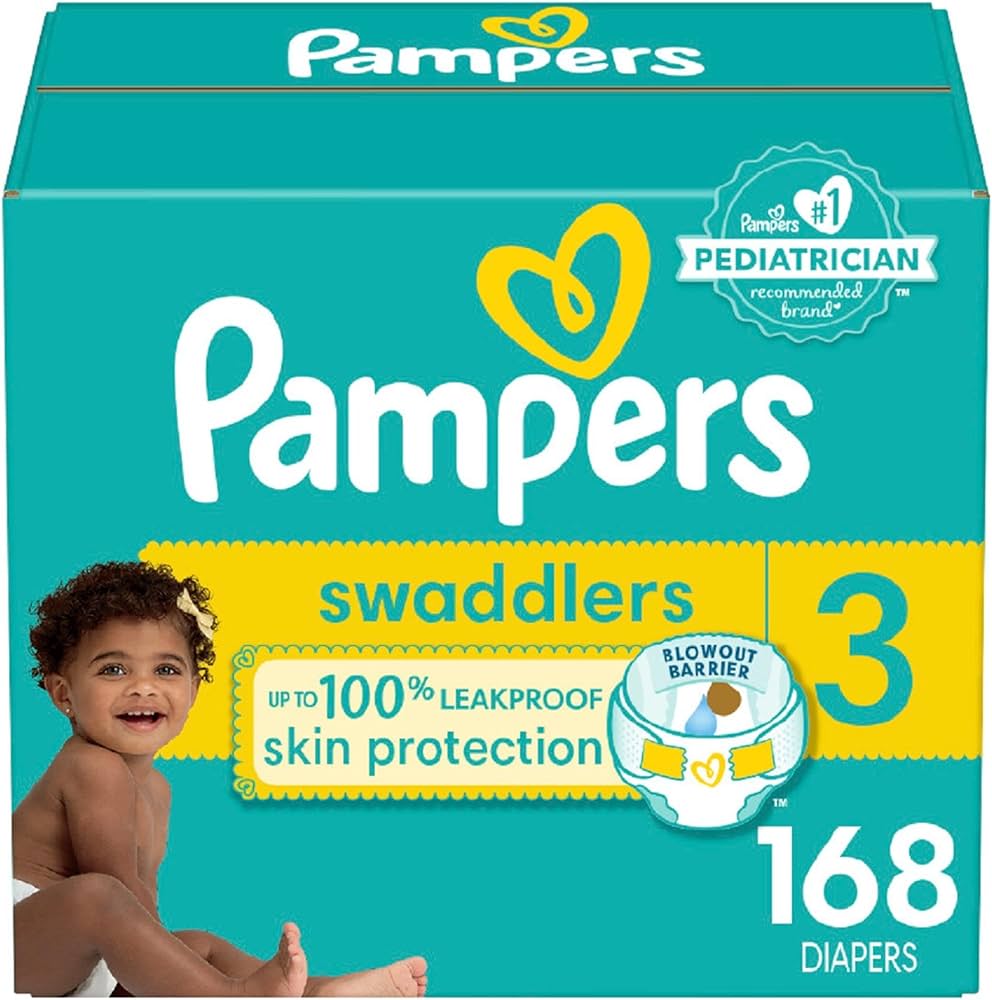 Pampers
Pampers #1
PEDIATRICIAN
recommended ™
brand
Pampers
swaddlers
3
UP TO 100% LEAKPROOF
skin protection
BLOWOUT
BARRIER
™
168
DIAPERS